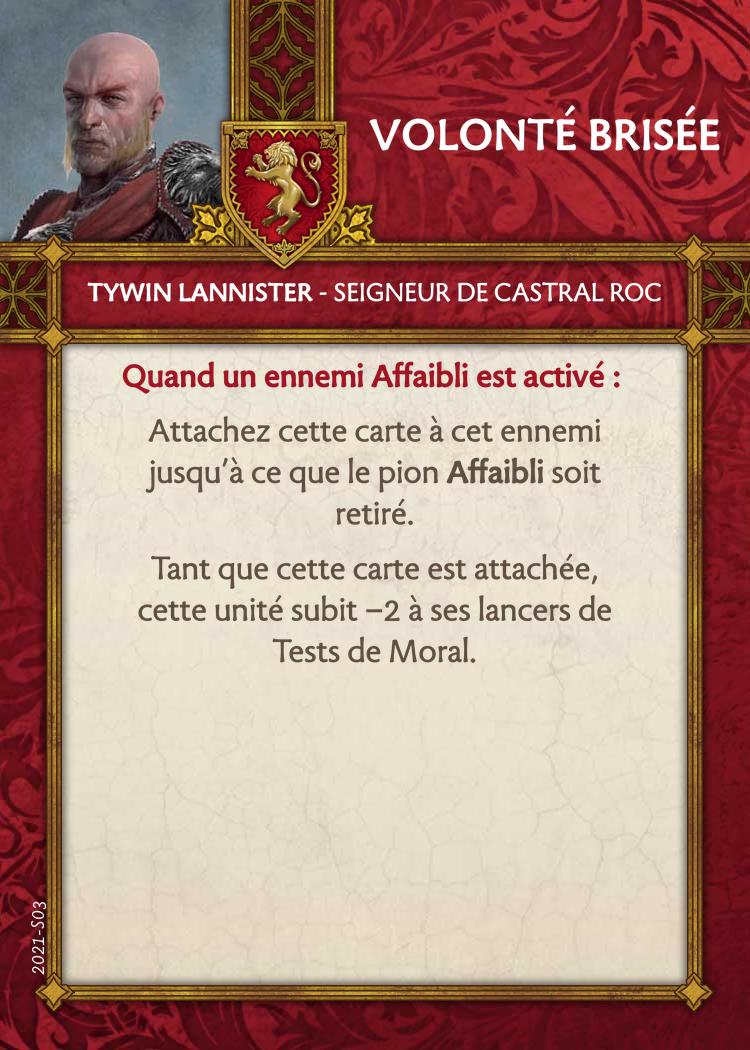 VOLONTÉ BRISÉE
TYWIN LANNISTER - SEIGNEUR DE CASTRAL ROC
Quand un ennemi Affaibli est activé :
Attachez cette carte à cet ennemi
jusqu'à ce que le pion Affaibli soit
retiré.
Tant que cette carte est attachée,
cette unité subit –2 à ses lancers de
Tests de Moral.
2021-S03